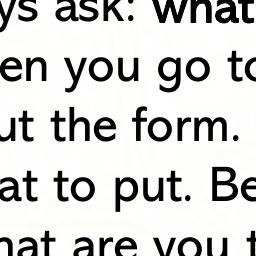 ys ask: what
en you go to
ut the form.
at to put. Be
hat are you t